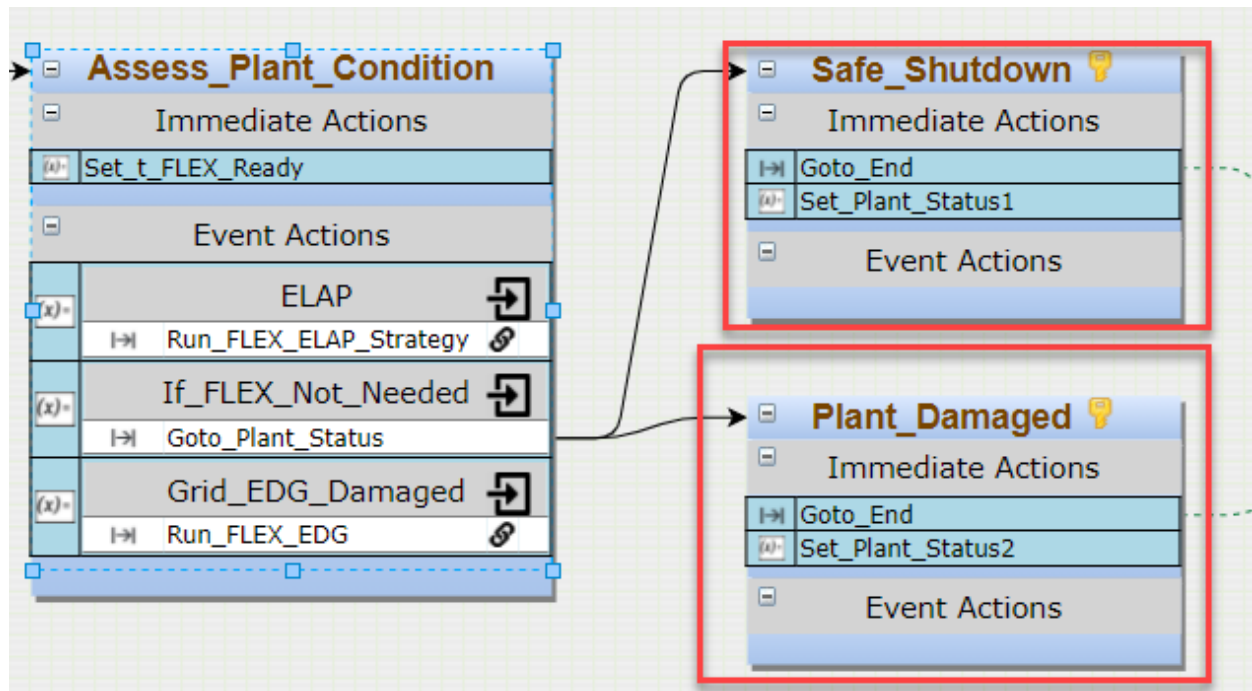 Assess_Plant_Condition
Immediate Actions
Set_t_FLEX_Ready
Event Actions
(x)=
ELAP
Run_FLEX_ELAP_Strategy
(x)=
If_FLEX_Not_Needed
Goto_Plant_Status
(x)=
Grid_EDG_Damaged
Run_FLEX_EDG
Safe_Shutdown
Immediate Actions
Goto_End
Set_Plant_Status1
Event Actions
Plant_Damaged
Immediate Actions
Goto_End
Set_Plant_Status2
Event Actions